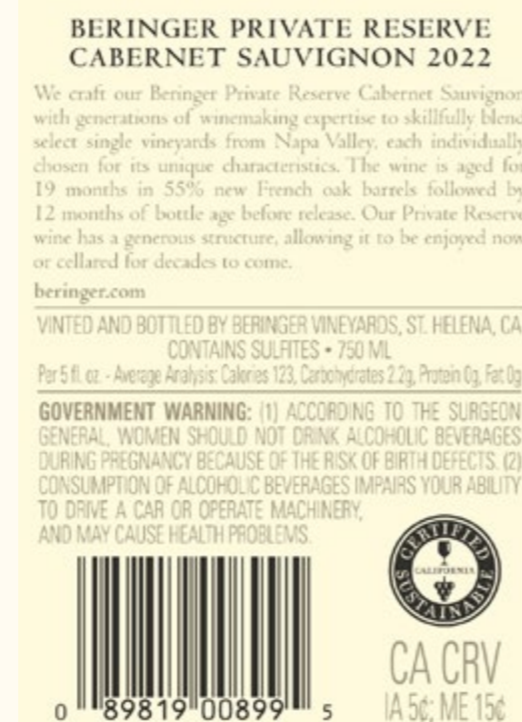 BERINGER PRIVATE RESERVE
CABERNET SAUVIGNON 2022
We craft our Beringer Private Reserve Cabernet Sauvignon
with generations of winemaking expertise to skillfully blend
select single vineyards from Napa Valley, each individually
chosen for its unique characteristics. The wine is aged for
19 months in 55% new French oak barrels followed by
12 months of bottle age before release. Our Private Reserve
wine has a generous structure, allowing it to be enjoyed now
or cellared for decades to come.
beringer.com
VINTED AND BOTTLED BY BERINGER VINEYARDS, ST. HELENA, CA
CONTAINS SULFITES • 750 ML
Per 5 fl. oz. - Average Analysis: Calories 123, Carbohydrates 2.2g, Protein 0g, Fat 0g
GOVERNMENT WARNING: (1) ACCORDING TO THE SURGEON
GENERAL, WOMEN SHOULD NOT DRINK ALCOHOLIC BEVERAGES
DURING PREGNANCY BECAUSE OF THE RISK OF BIRTH DEFECTS. (2)
CONSUMPTION OF ALCOHOLIC BEVERAGES IMPAIRS YOUR ABILITY
TO DRIVE A CAR OR OPERATE MACHINERY,
AND MAY CAUSE HEALTH PROBLEMS.
CERTIFIED
CALIFORNIA
SUSTAINABLE
CA CRV
IA 5¢; ME 15¢
0 89819 00899 5